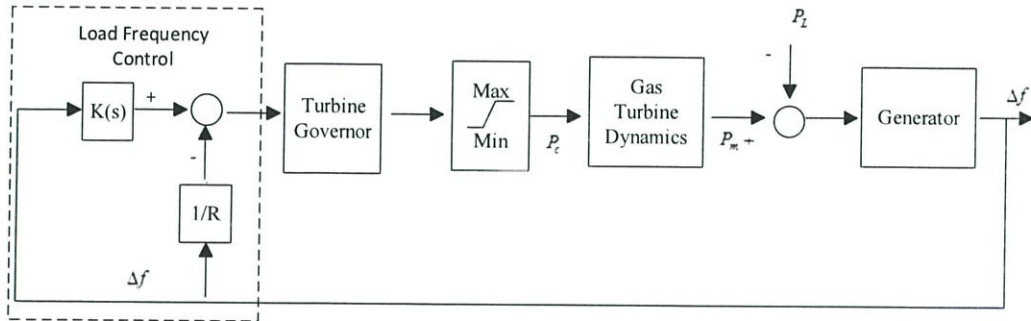 Load Frequency
Control
K(s)
+
-
1/R
Δf
Turbine
Governor
Max
Min
P_c
Gas
Turbine
Dynamics
P_m +
P_L
-
Generator
Δf